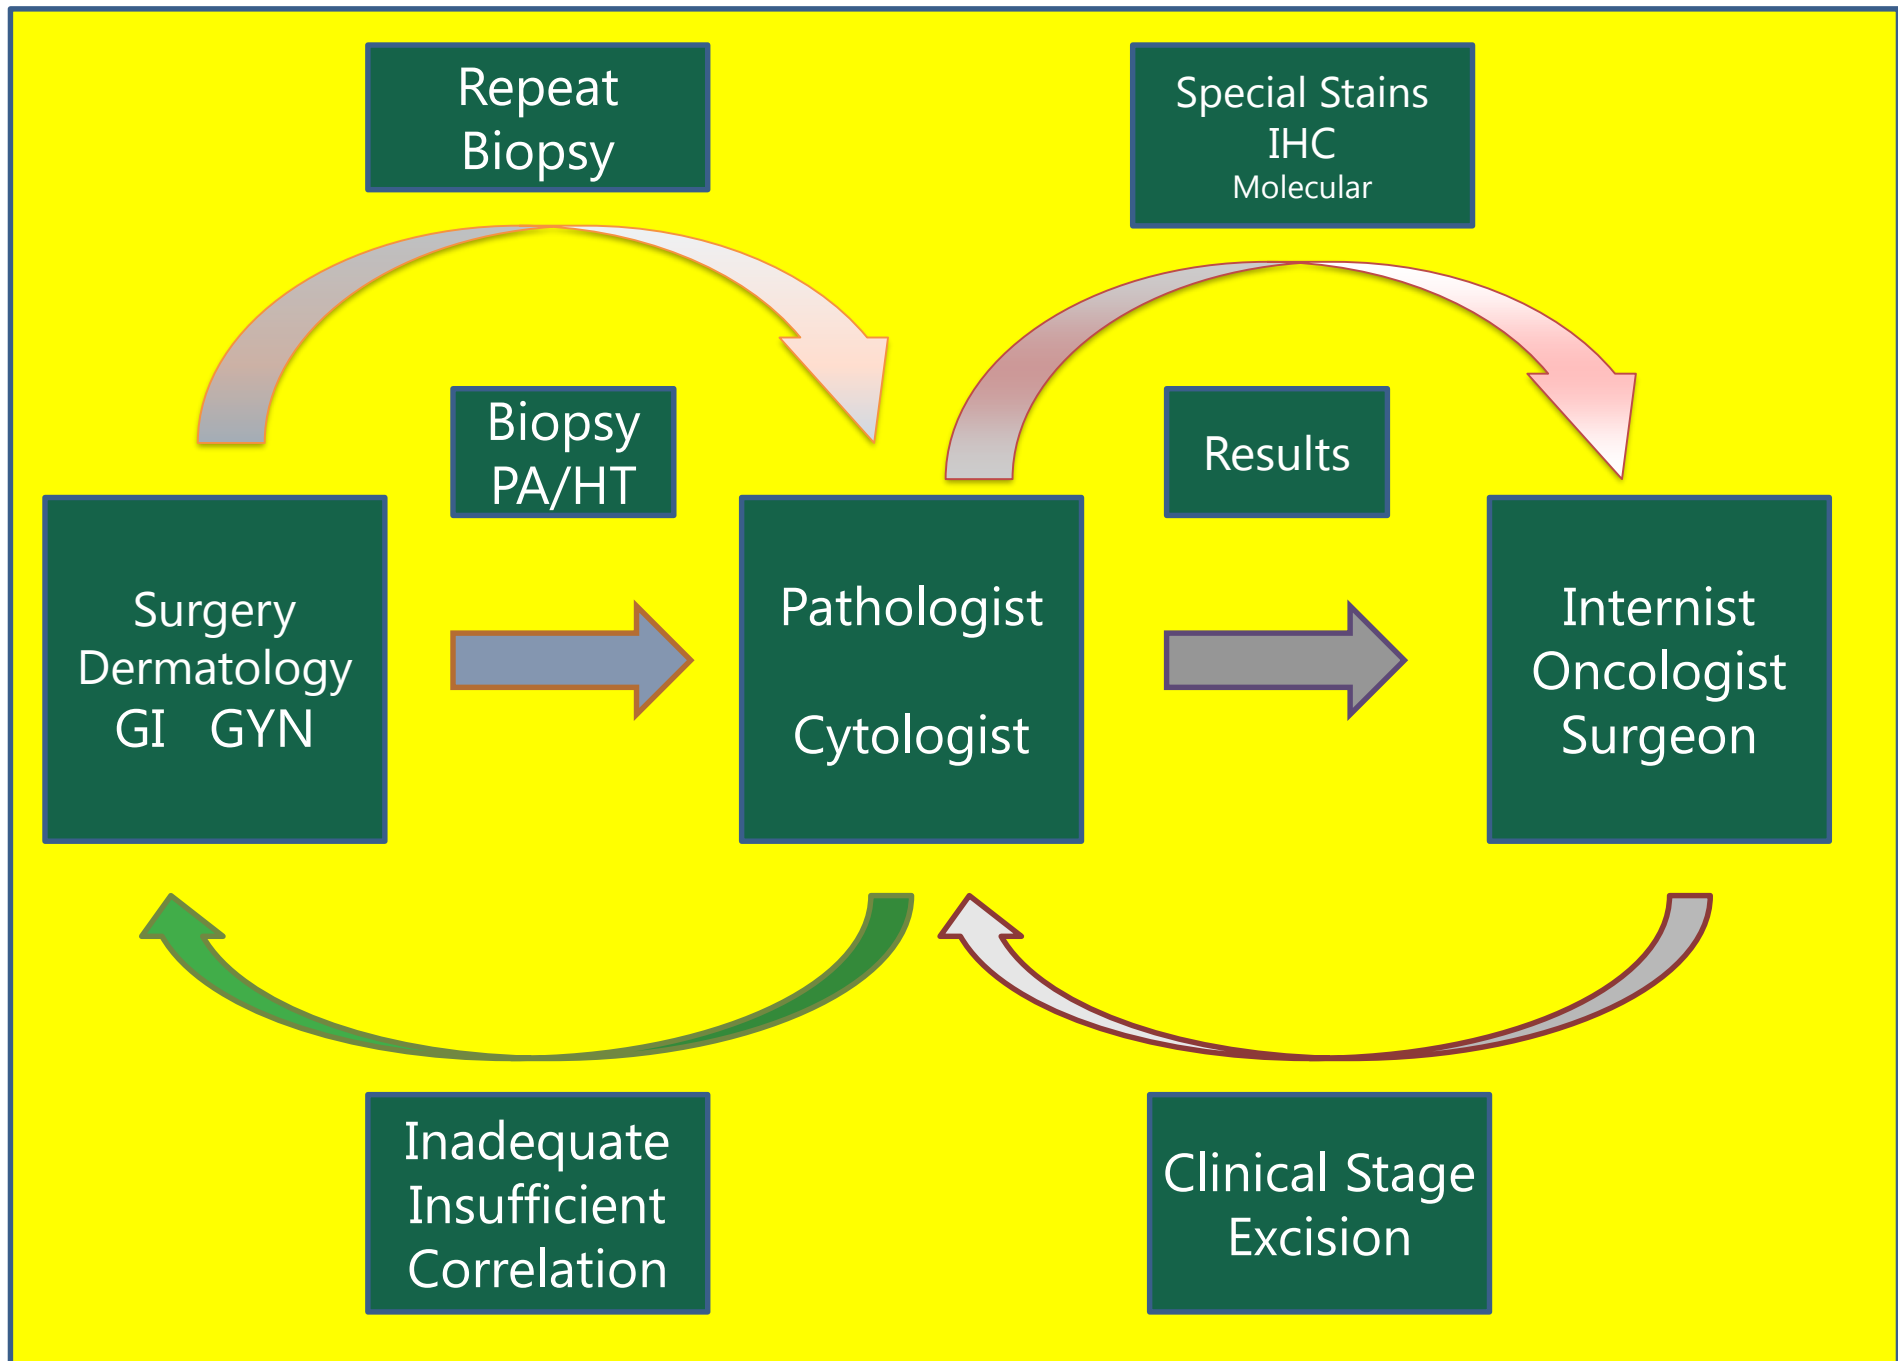 Repeat
Biopsy
Special Stains
IHC
Molecular
Biopsy
PA/HT
Results
Surgery
Dermatology
GI GYN
Pathologist
Cytologist
Internist
Oncologist
Surgeon
Inadequate
Insufficient
Correlation
Clinical Stage
Excision